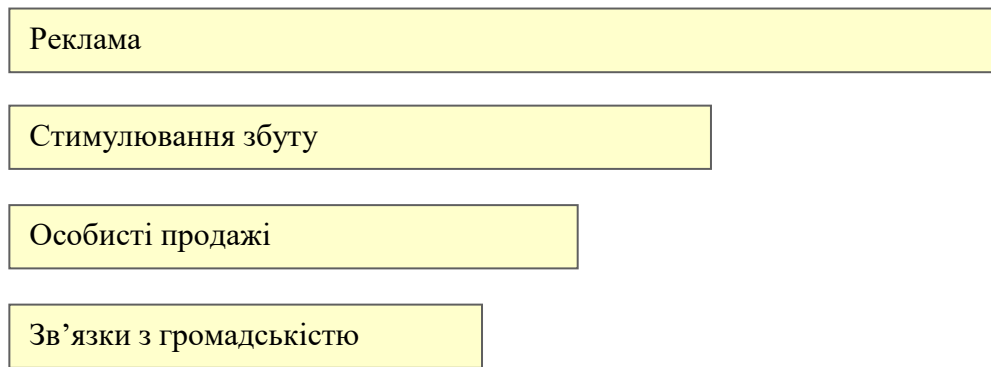 Реклама
Стимулювання збуту
Особисті продажі
Зв’язки з громадськістю